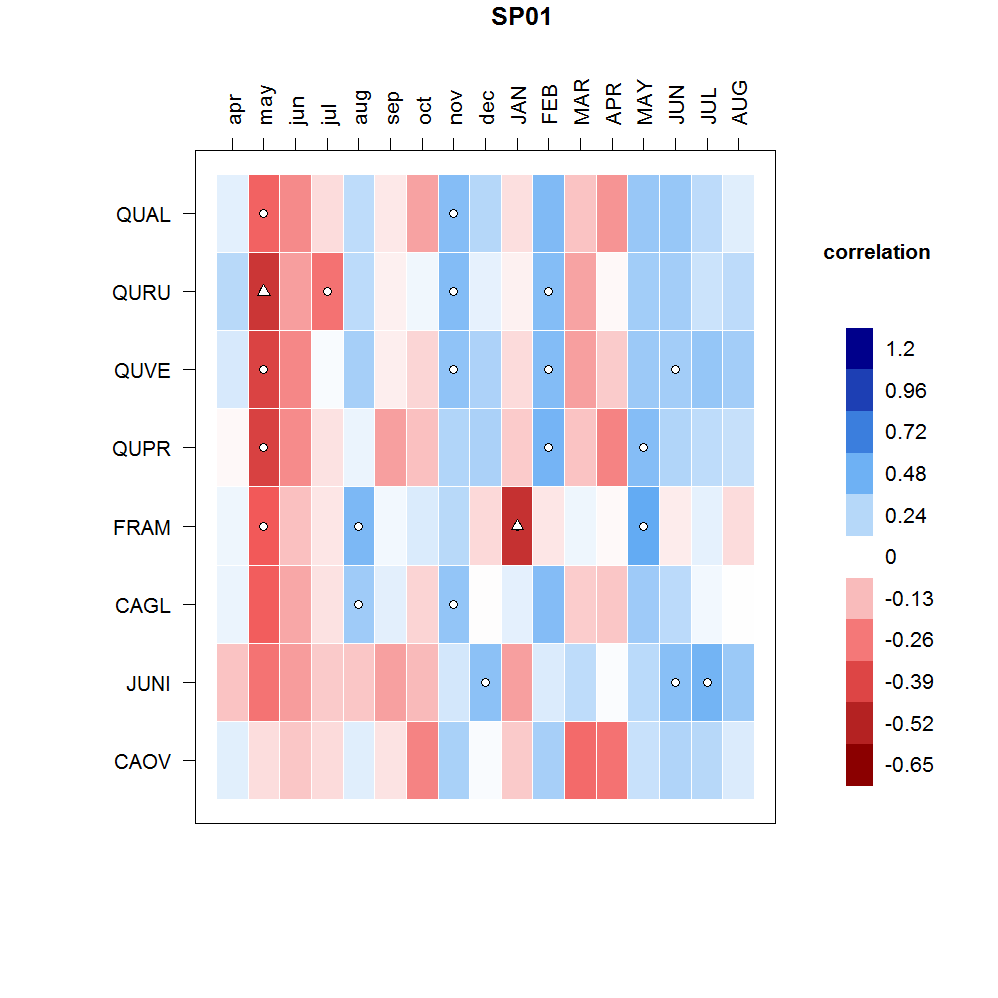 SP01
apr may jun jul aug sep oct nov dec JAN FEB MAR APR MAY JUN JUL AUG
QUAL
QURU
QUVE
QUPR
FRAM
CAGL
JUNI
CAOV
correlation
1.2
0.96
0.72
0.48
0.24
0
-0.13
-0.26
-0.39
-0.52
-0.65